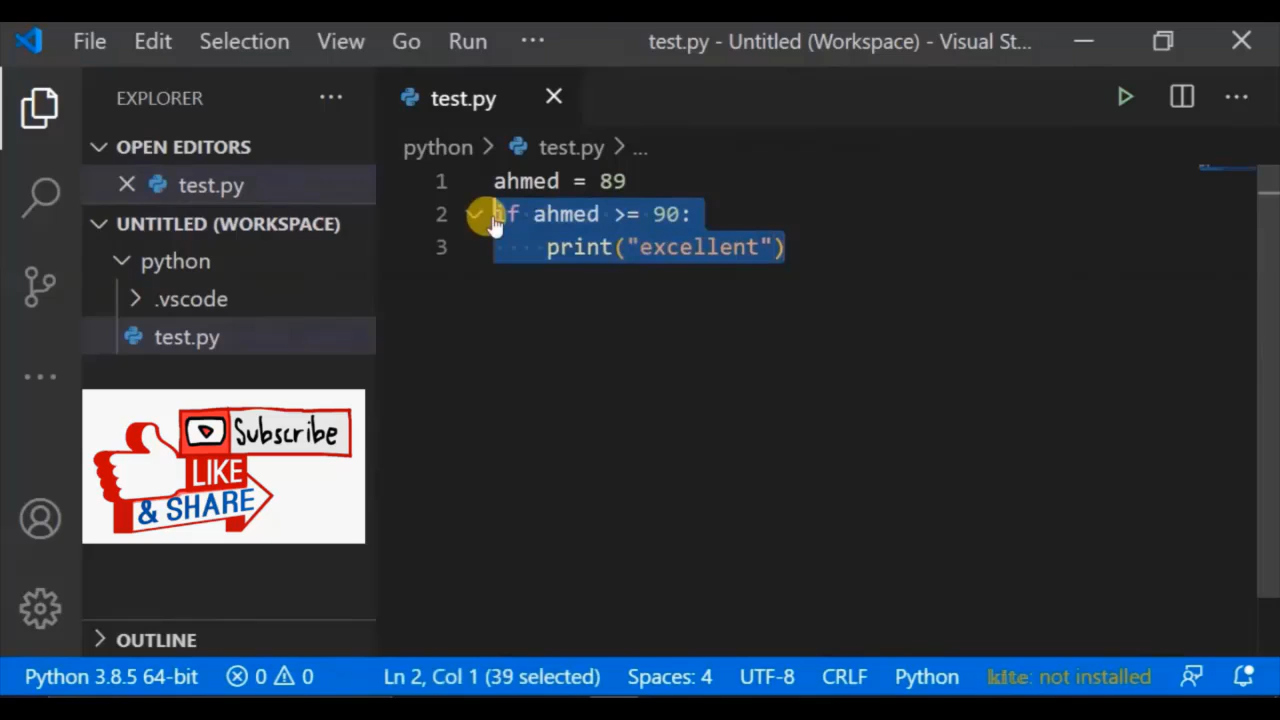 File Edit Selection View Go Run ··· test.py - Untitled (Workspace) - Visual St...
EXPLORER ···
test.py
OPEN EDITORS
python > test.py > ...
test.py
1 ahmed = 89
2 if ahmed >= 90:
3 print("excellent")
UNTITLED (WORKSPACE)
python
.vscode
test.py
Subscribe
LIKE
& SHARE
OUTLINE
Python 3.8.5 64-bit 0 0 Ln 2, Col 1 (39 selected) Spaces: 4 UTF-8 CRLF Python kite: not installed